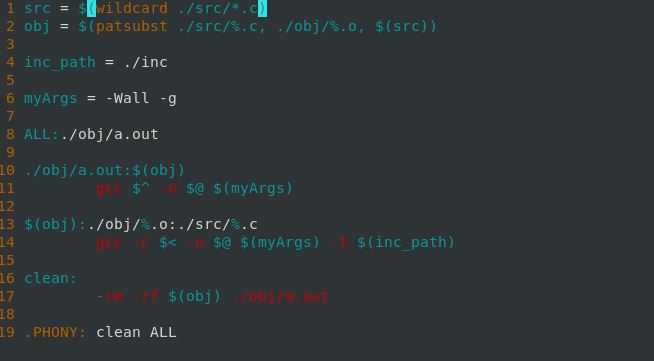 1 src = $(wildcard ./src/*.c)
2 obj = $(patsubst ./src/%.c, ./obj/%.o, $(src))
3
4 inc_path = ./inc
5
6 myArgs = -Wall -g
7
8 ALL:./obj/a.out
9
10 ./obj/a.out:$(obj)
11         gcc $^ -o $@ $(myArgs)
12
13 $(obj):./obj/%.o:./src/%.c
14         gcc -c $< -o $@ $(myArgs) -I $(inc_path)
15
16 clean:
17         -rm -rf $(obj) ./obj/a.out
18
19 .PHONY: clean ALL